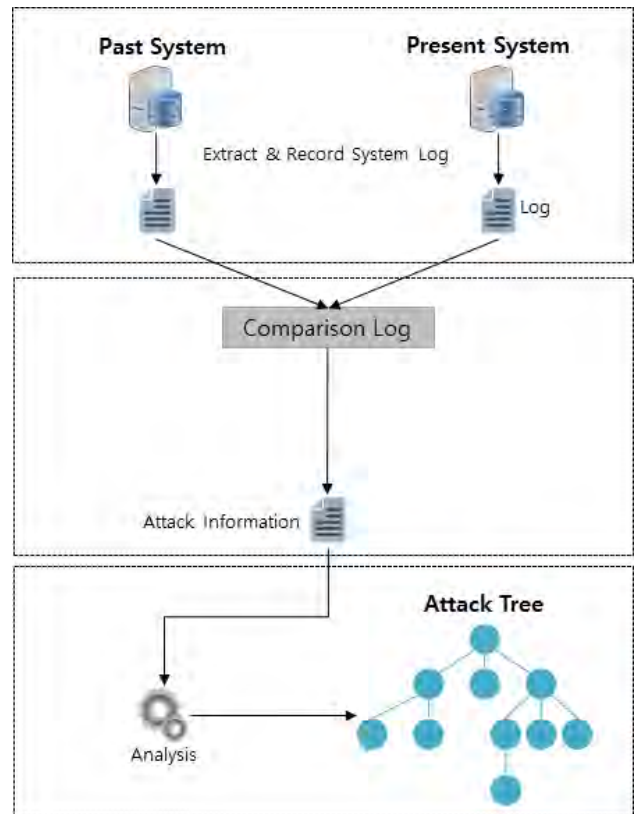 Past System
Present System
Extract & Record System Log
Log
Comparison Log
Attack Information
Attack Tree
Analysis